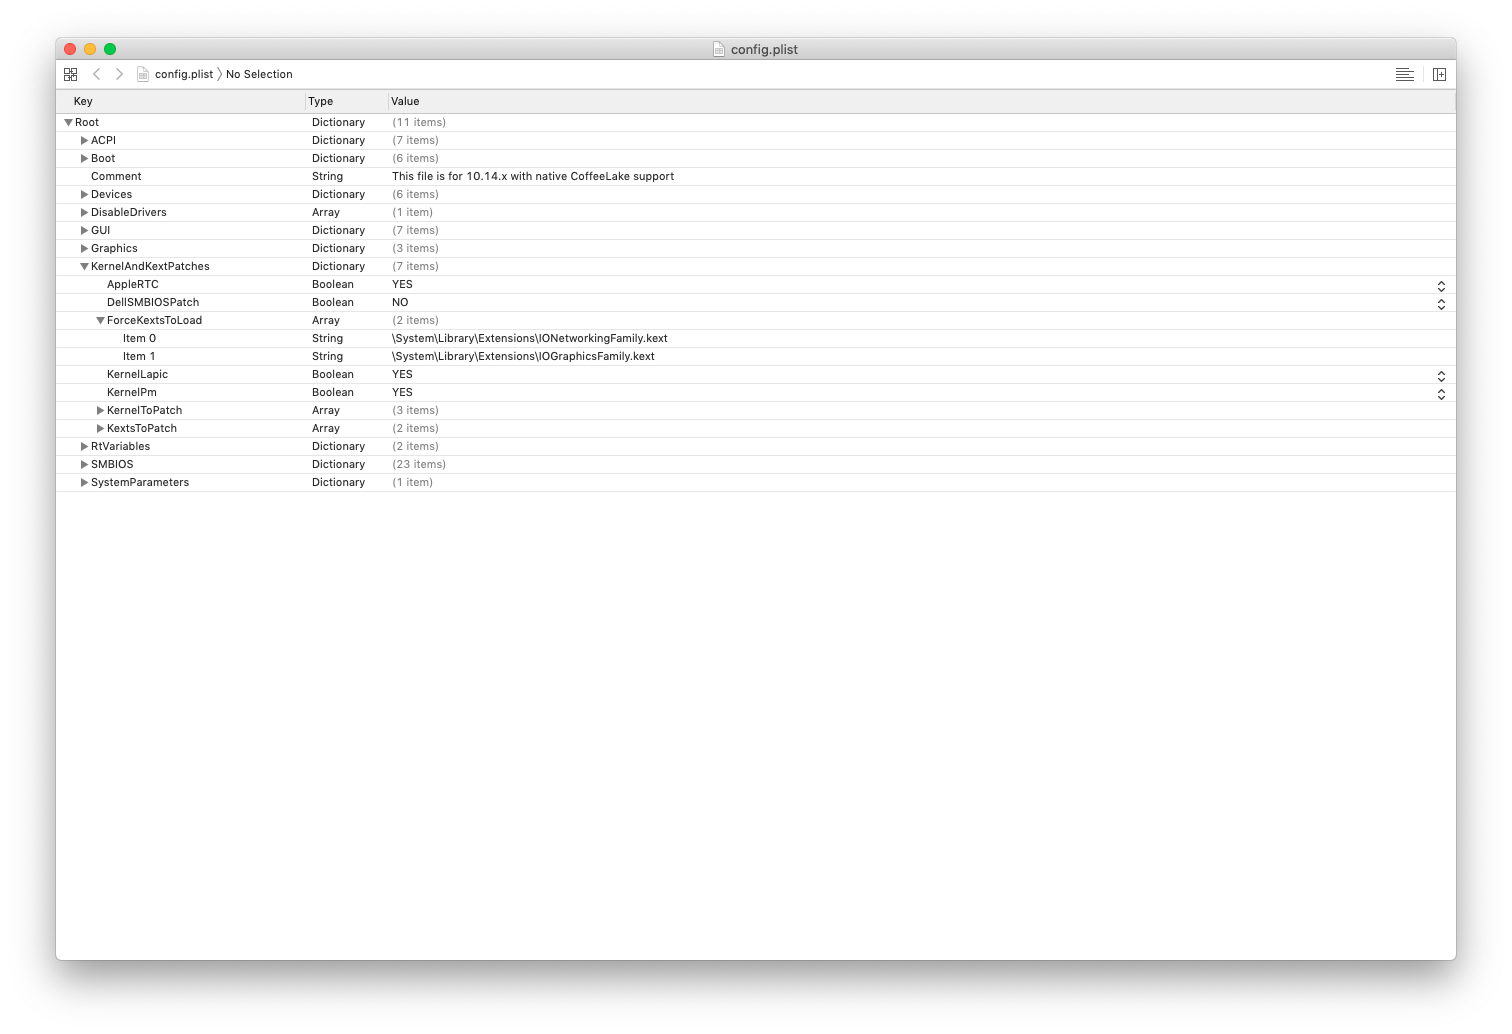 config.plist
config.plist No Selection
Key Type Value
Root Dictionary (11 items)
ACPI Dictionary (7 items)
Boot Dictionary (6 items)
Comment String This file is for 10.14.x with native CoffeeLake support
Devices Dictionary (6 items)
DisableDrivers Array (1 item)
GUI Dictionary (7 items)
Graphics Dictionary (3 items)
KernelAndKextPatches Dictionary (7 items)
AppleRTC Boolean YES
DellSMBIOSPatch Boolean NO
ForceKextsToLoad Array (2 items)
Item 0 String \System\Library\Extensions\IONetworkingFamily.kext
Item 1 String \System\Library\Extensions\IOGraphicsFamily.kext
KernelLapic Boolean YES
KernelPm Boolean YES
KernelToPatch Array (3 items)
KextsToPatch Array (2 items)
RtVariables Dictionary (2 items)
SMBIOS Dictionary (23 items)
SystemParameters Dictionary (1 item)